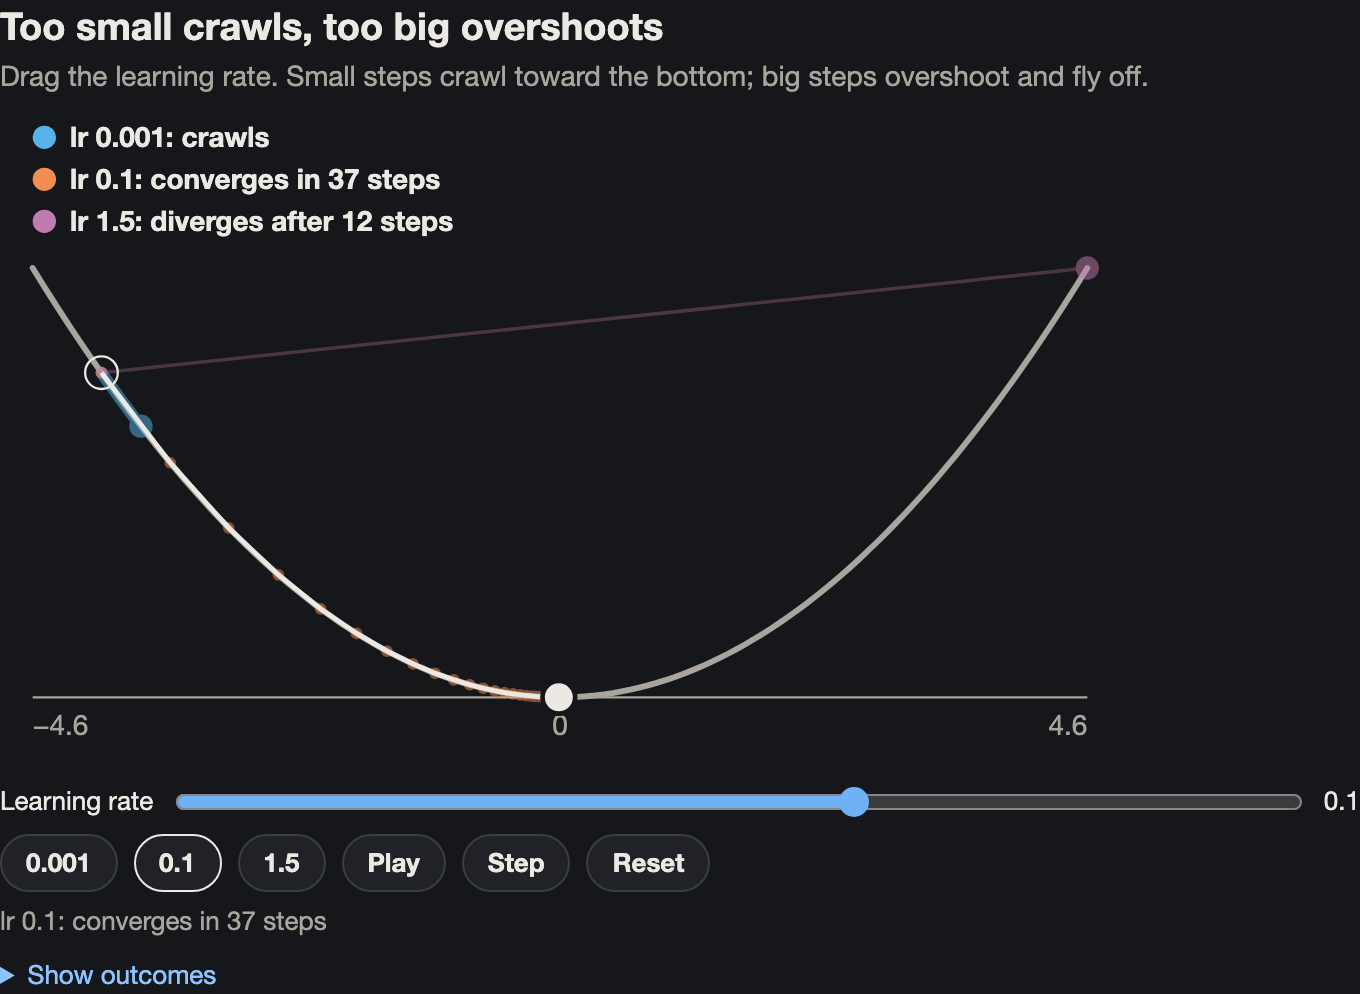 Too small crawls, too big overshoots
Drag the learning rate. Small steps crawl toward the bottom; big steps overshoot and fly off.
lr 0.001: crawls
lr 0.1: converges in 37 steps
lr 1.5: diverges after 12 steps
−4.6 0 4.6
Learning rate 0.1
0.001 0.1 1.5 Play Step Reset
lr 0.1: converges in 37 steps
Show outcomes